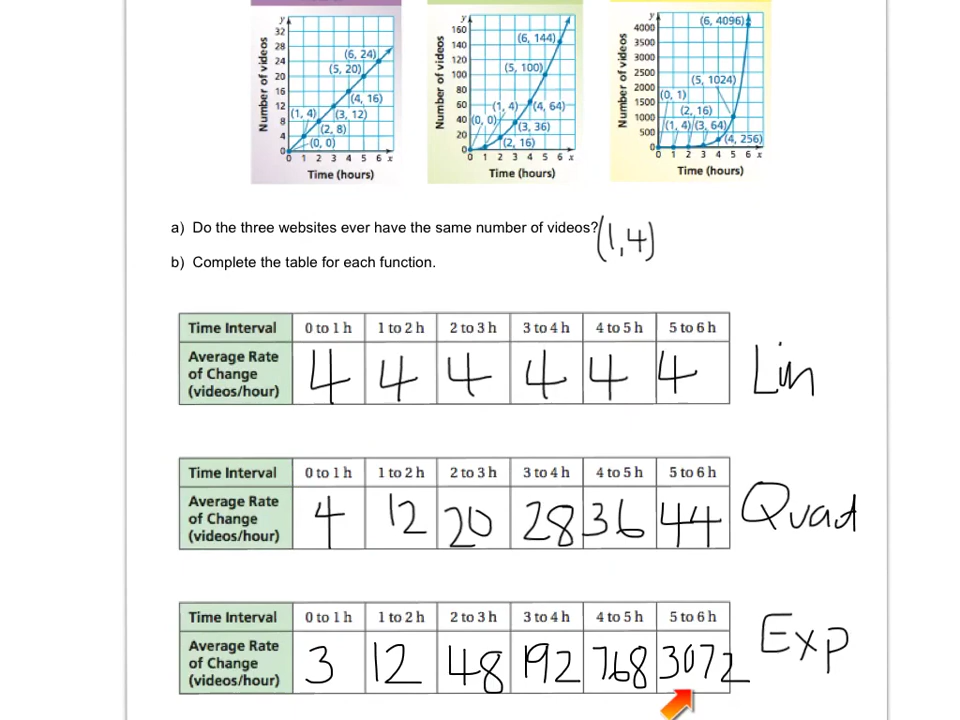 y
32
28
24
20
16
12
8
4
0
1 2 3 4 5 6 x
Number of videos
Time (hours)
(6, 24)
(5, 20)
(4, 16)
(1, 4)
(3, 12)
(2, 8)
(0, 0)
y
160
140
120
100
80
60
40
20
0
0 1 2 3 4 5 6 x
Number of videos
Time (hours)
(6, 144)
(5, 100)
(1, 4)
(4, 64)
(0, 0)
(3, 36)
(2, 16)
y
4000
3500
3000
2500
2000
1500
1000
500
0
0 1 2 3 4 5 6 x
Number of videos
Time (hours)
(6, 4096)
(5, 1024)
(0, 1)
(2, 16)
(1, 4)
(3, 64)
(4, 256)
a) Do the three websites ever have the same number of videos? (1,4)
b) Complete the table for each function.
Time Interval 0 to 1 h 1 to 2 h 2 to 3 h 3 to 4 h 4 to 5 h 5 to 6 h
Average Rate
of Change
(videos/hour)
4 4 4 4 4 4 Lin
Time Interval 0 to 1 h 1 to 2 h 2 to 3 h 3 to 4 h 4 to 5 h 5 to 6 h
Average Rate
of Change
(videos/hour)
4 12 20 28 36 44 Quad
Time Interval 0 to 1 h 1 to 2 h 2 to 3 h 3 to 4 h 4 to 5 h 5 to 6 h
Average Rate
of Change
(videos/hour)
3 12 48 192 768 3072 Exp